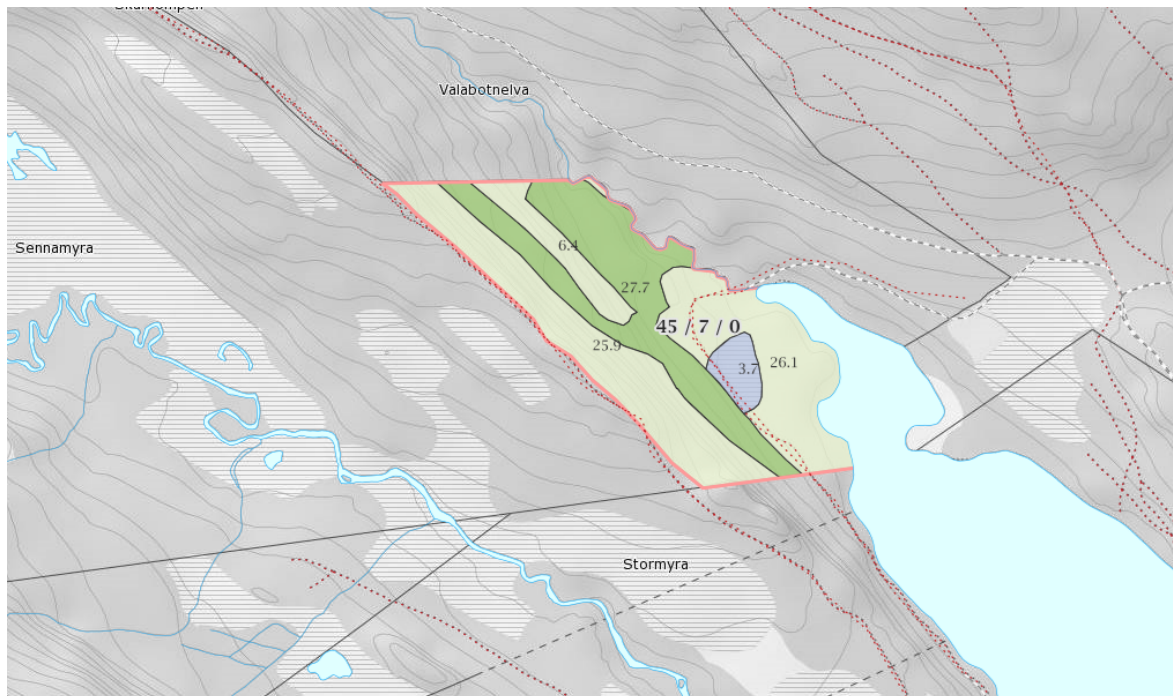 Valabotnelva
Sennamyra
6.4
27.7
45 / 7 / 0
25.9
3.7
26.1
Stormyra